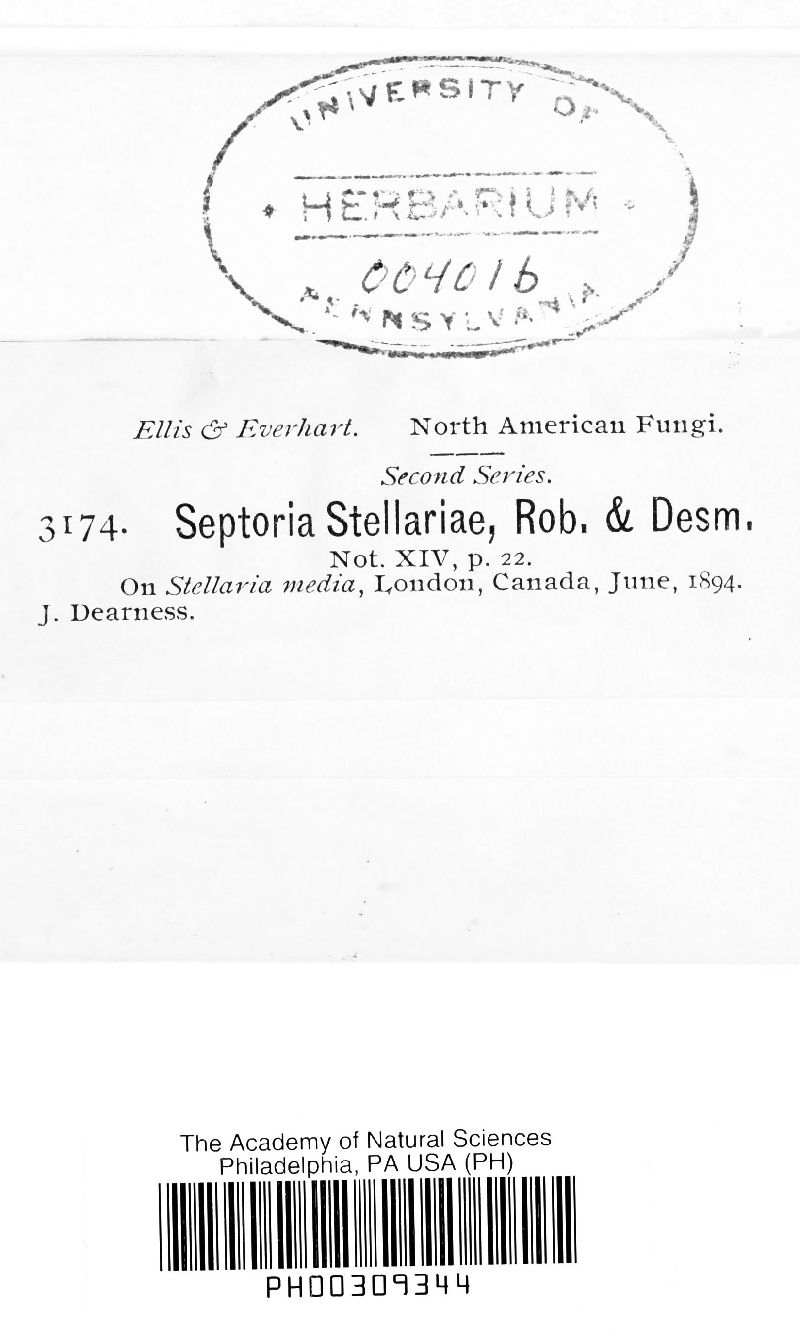 UNIVERSITY OF
HERBARIUM
004016
PENNSYLVANIA
Ellis & Everhart. North American Fungi.
Second Series.
3174. Septoria Stellariae, Rob. & Desm.
Not. XIV, p. 22.
On Stellaria media, London, Canada, June, 1894.
J. Dearness.
The Academy of Natural Sciences
Philadelphia, PA USA (PH)
PH00309344